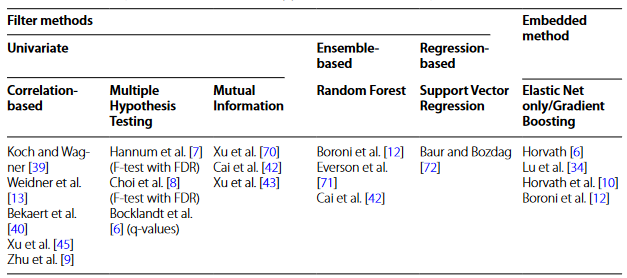 Filter methods
Embedded
method
Univariate
Ensemble-
based
Regression-
based
Correlation-
based
Multiple
Hypothesis
Testing
Mutual
Information
Random Forest
Support Vector
Regression
Elastic Net
only/Gradient
Boosting
Koch and Wag-
ner [39]
Weidner et al.
[13]
Bekaert et al.
[40]
Xu et al. [45]
Zhu et al. [9]
Hannum et al. [7]
(F-test with FDR)
Choi et al. [8]
(F-test with FDR)
Bocklandt et al.
[6] (q-values)
Xu et al. [70]
Cai et al. [42]
Xu et al. [43]
Boroni et al. [12]
Everson et al.
[71]
Cai et al. [42]
Baur and Bozdag
[72]
Horvath [6]
Lu et al. [34]
Horvath et al. [10]
Boroni et al. [12]